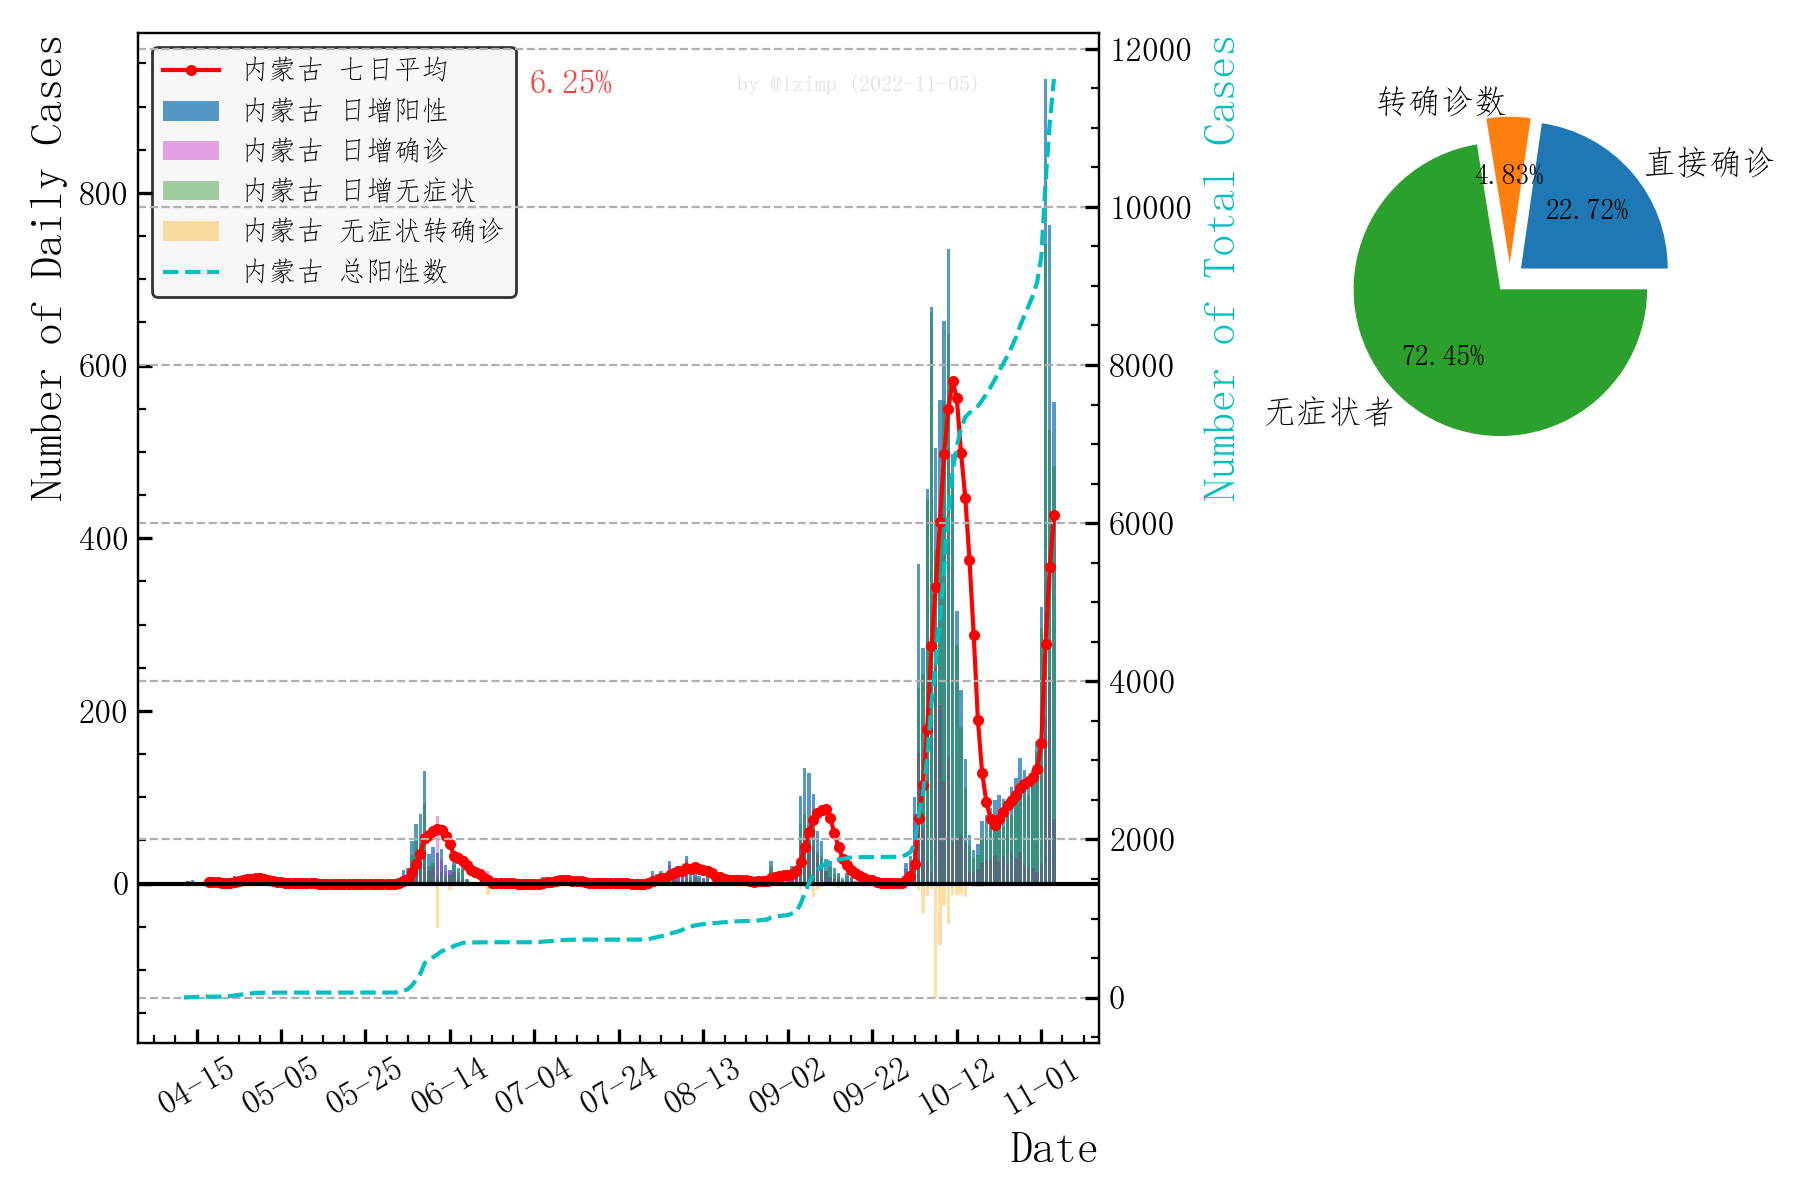 Number of Daily Cases
800
600
400
200
0
内蒙古 七日平均
内蒙古 日增阳性
内蒙古 日增确诊
内蒙古 日增无症状
内蒙古 无症状转确诊
内蒙古 总阳性数
6.25%
by @lzimp (2022-11-05)
12000
10000
8000
6000
4000
2000
0
Number of Total Cases
04-15
05-05
05-25
06-14
07-04
07-24
08-13
09-02
09-22
10-12
11-01
Date
转确诊数
4.83%
直接确诊
22.72%
72.45%
无症状者